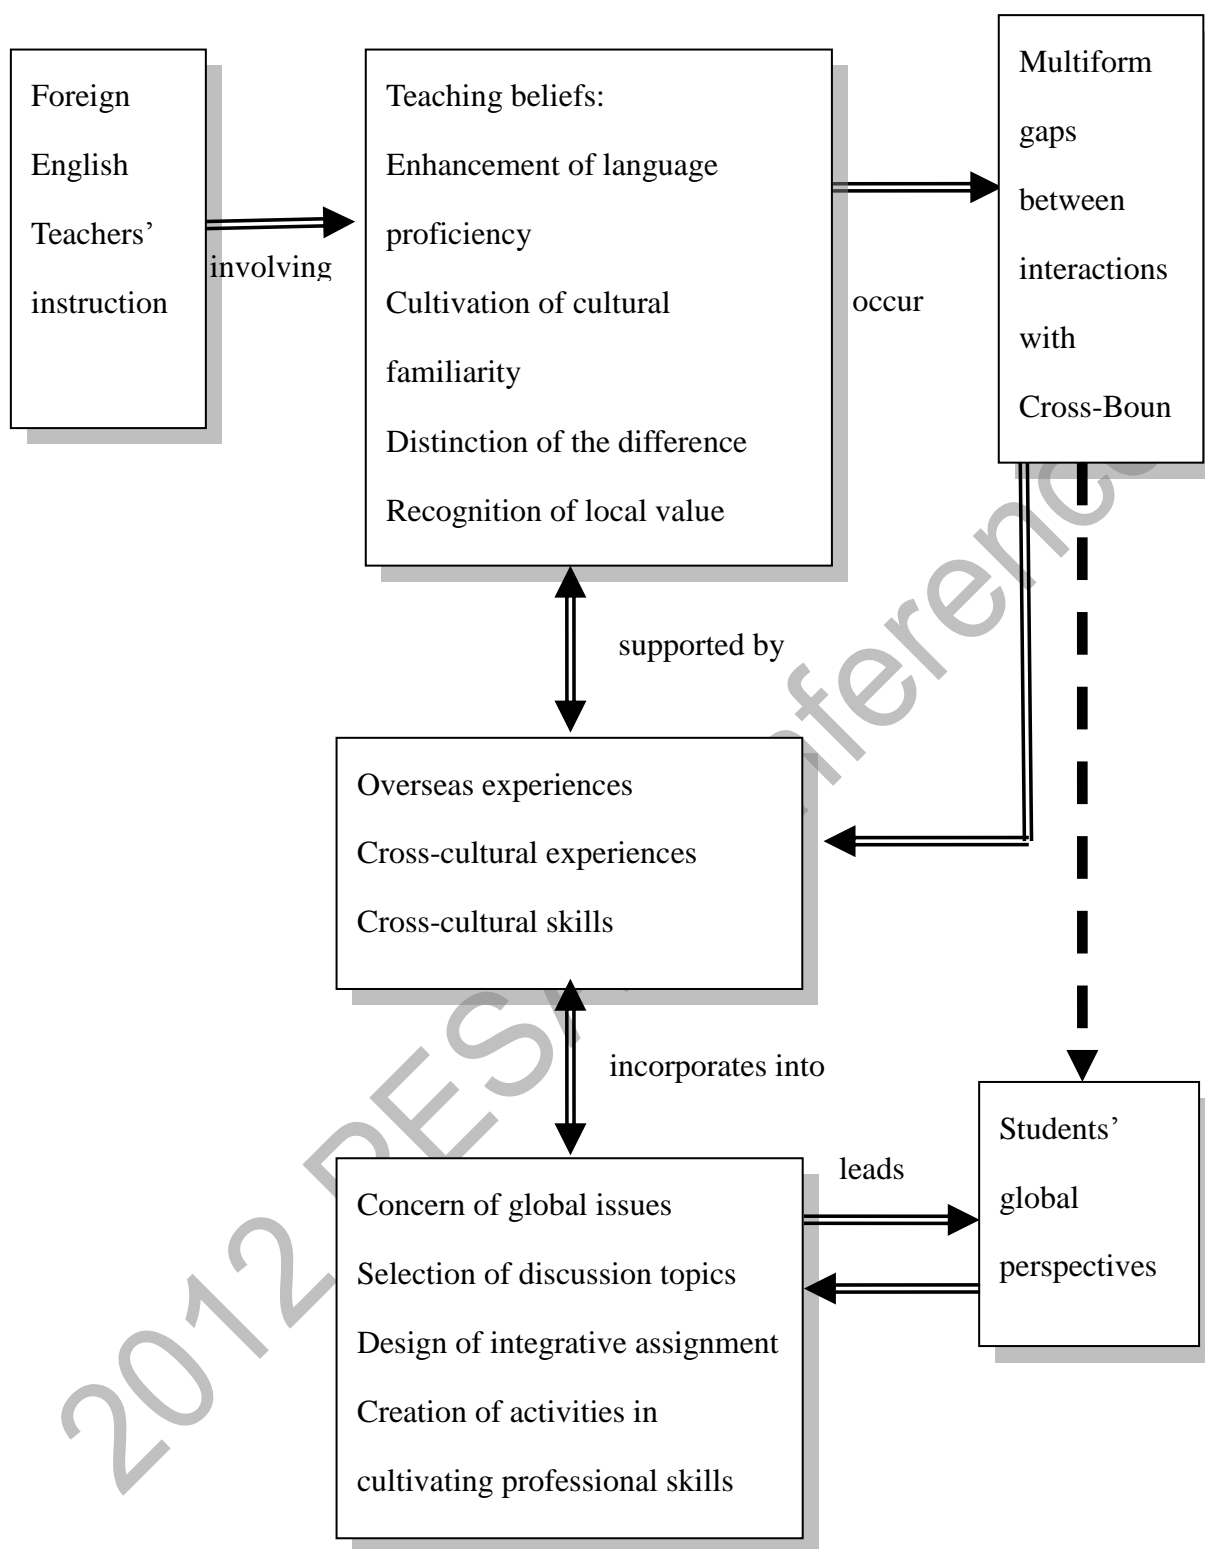 Foreign
English
Teachers’
instruction
involving
Teaching beliefs:
Enhancement of language
proficiency
Cultivation of cultural
familiarity
Distinction of the difference
Recognition of local value
occur
Multiform
gaps
between
interactions
with
Cross-Boun
supported by
Overseas experiences
Cross-cultural experiences
Cross-cultural skills
incorporates into
Concern of global issues
Selection of discussion topics
Design of integrative assignment
Creation of activities in
cultivating professional skills
leads
Students’
global
perspectives
2012 PESA